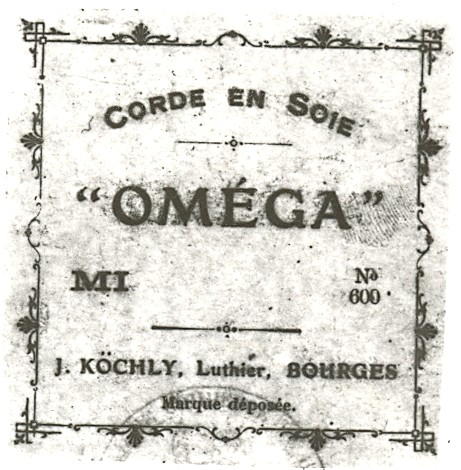 CORDE EN SOIE
“OMÉGA”
MI
Nº
600
J. KÖCHLY, Luthier, BOURGES
Marque déposée.